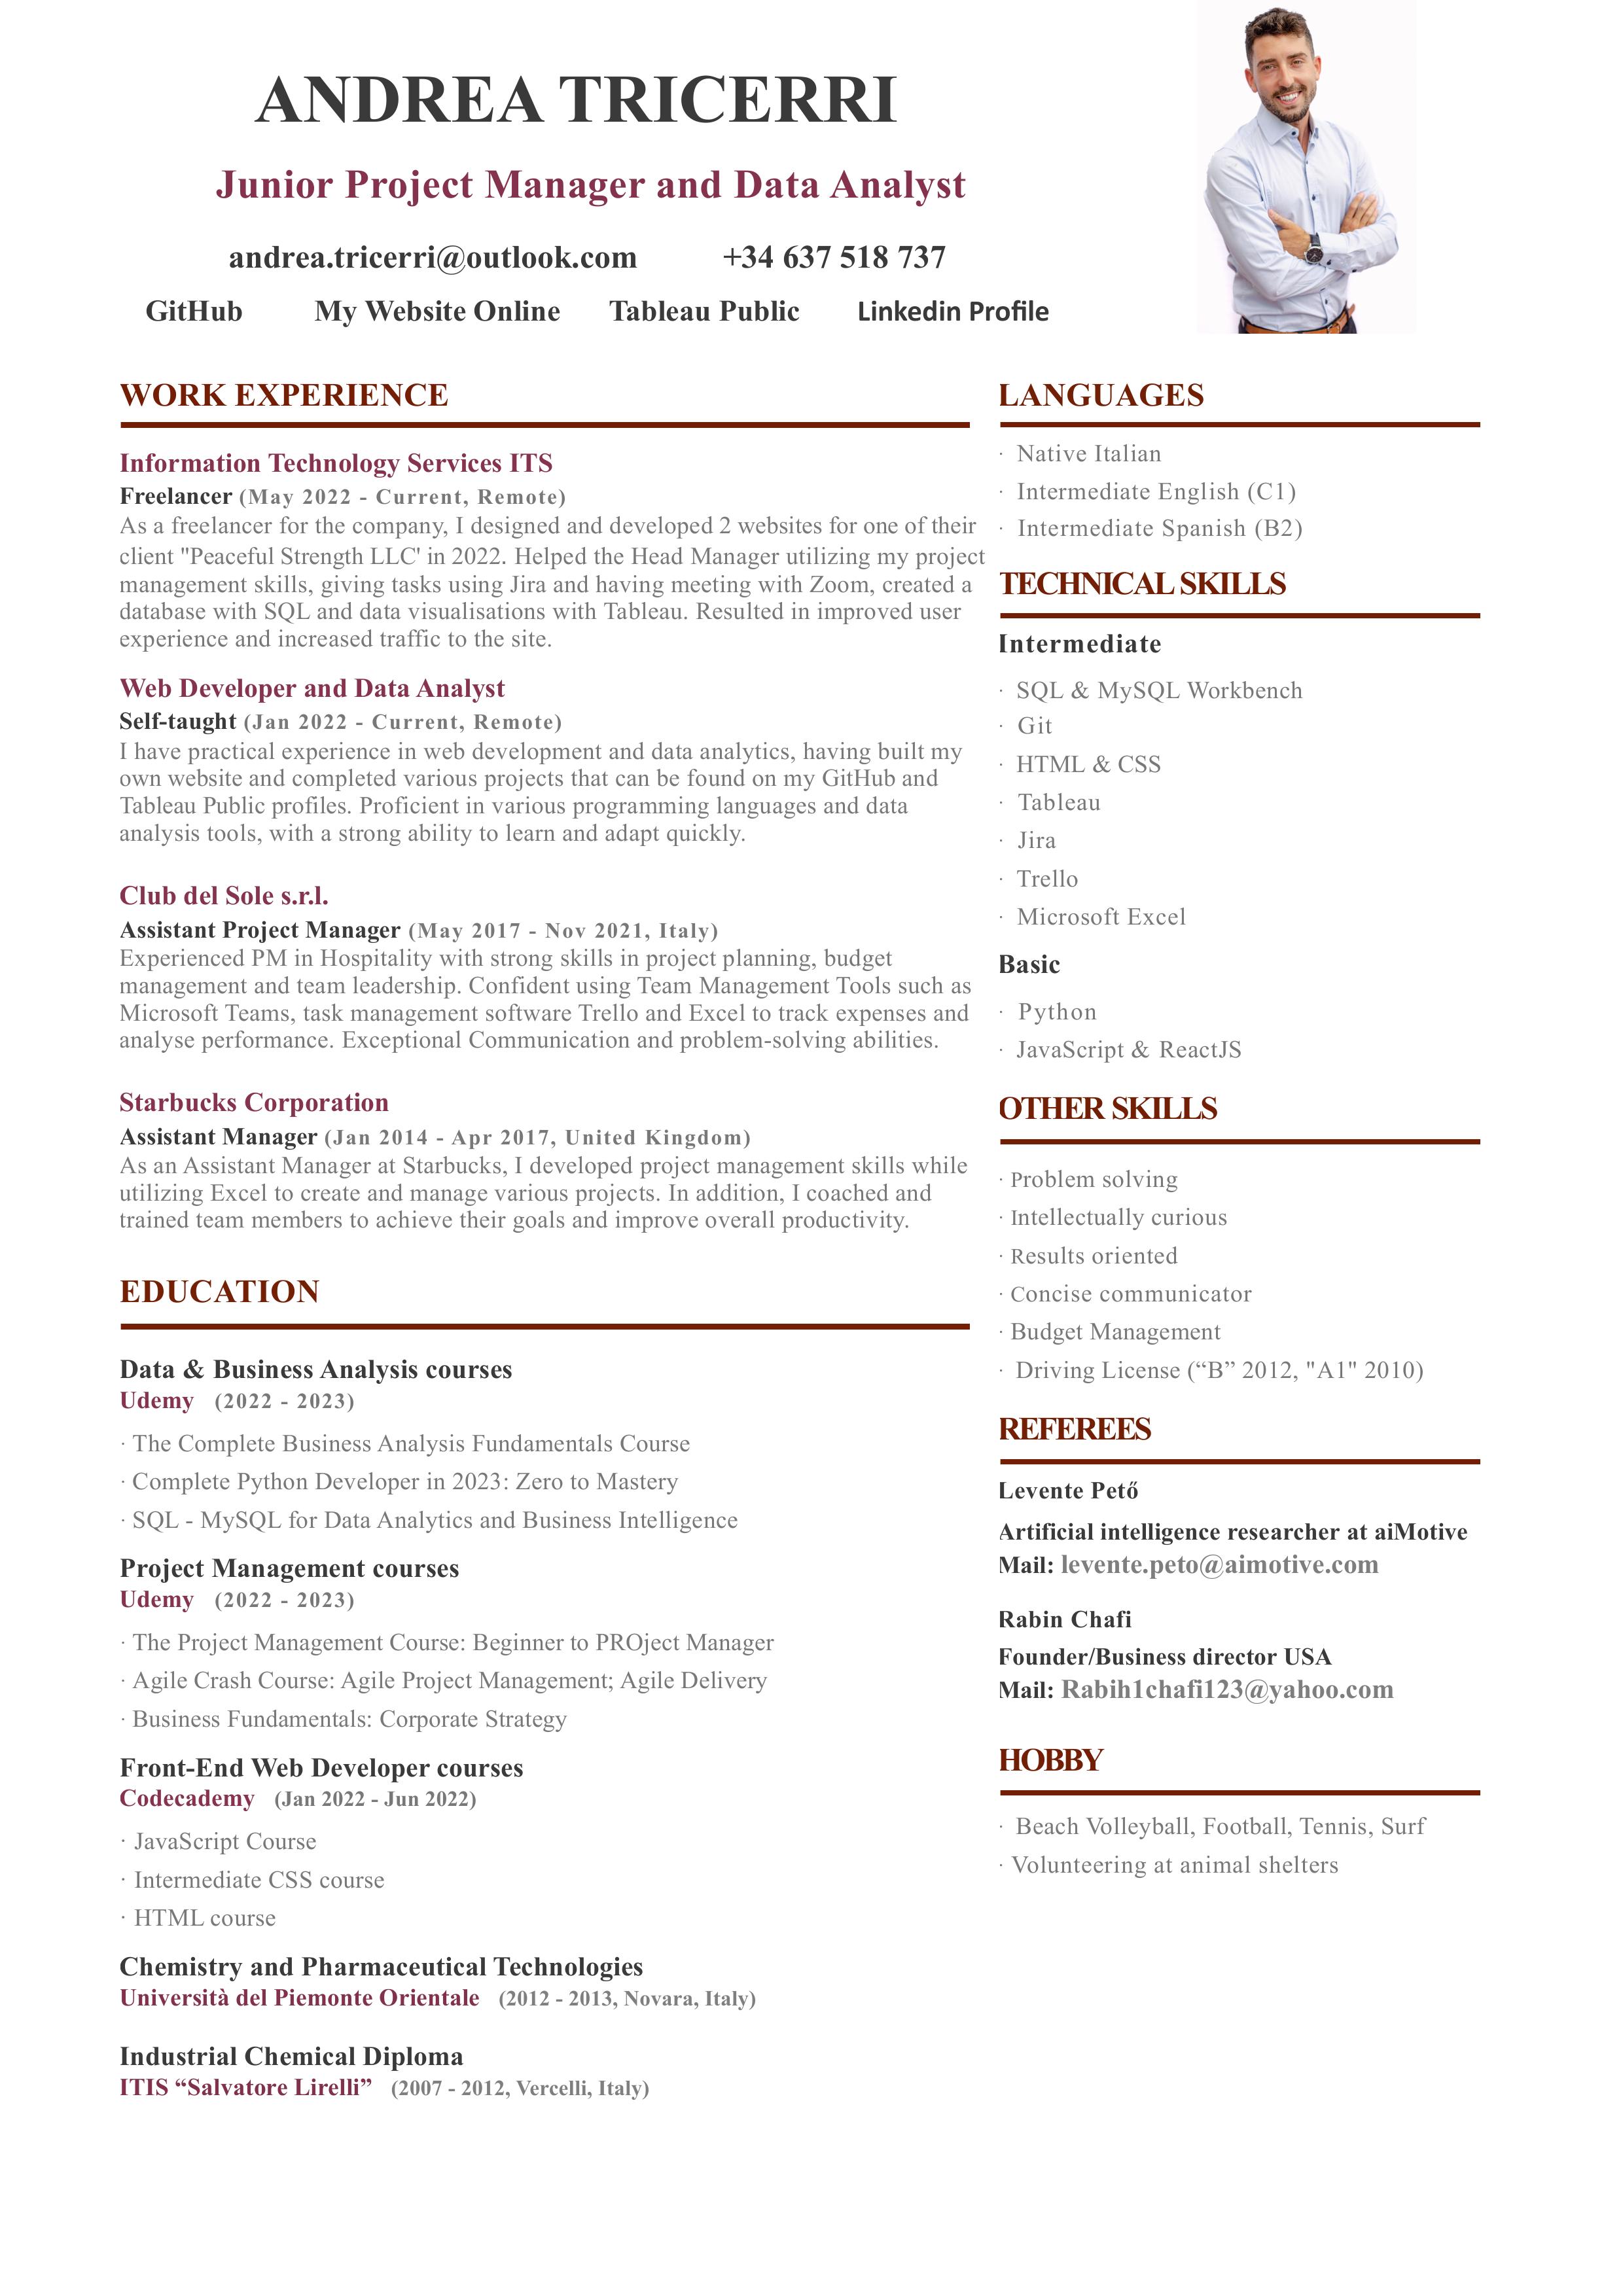 ANDREA TRICERRI
Junior Project Manager and Data Analyst
andrea.tricerri@outlook.com +34 637 518 737
GitHub My Website Online Tableau Public Linkedin Profile
WORK EXPERIENCE
Information Technology Services ITS
Freelancer (May 2022 - Current, Remote)
As a freelancer for the company, I designed and developed 2 websites for one of their
client "Peaceful Strength LLC' in 2022. Helped the Head Manager utilizing my project
management skills, giving tasks using Jira and having meeting with Zoom, created a
database with SQL and data visualisations with Tableau. Resulted in improved user
experience and increased traffic to the site.
Web Developer and Data Analyst
Self-taught (Jan 2022 - Current, Remote)
I have practical experience in web development and data analytics, having built my
own website and completed various projects that can be found on my GitHub and
Tableau Public profiles. Proficient in various programming languages and data
analysis tools, with a strong ability to learn and adapt quickly.
Club del Sole s.r.l.
Assistant Project Manager (May 2017 - Nov 2021, Italy)
Experienced PM in Hospitality with strong skills in project planning, budget
management and team leadership. Confident using Team Management Tools such as
Microsoft Teams, task management software Trello and Excel to track expenses and
analyse performance. Exceptional Communication and problem-solving abilities.
Starbucks Corporation
Assistant Manager (Jan 2014 - Apr 2017, United Kingdom)
As an Assistant Manager at Starbucks, I developed project management skills while
utilizing Excel to create and manage various projects. In addition, I coached and
trained team members to achieve their goals and improve overall productivity.
EDUCATION
Data & Business Analysis courses
Udemy (2022 - 2023)
· The Complete Business Analysis Fundamentals Course
· Complete Python Developer in 2023: Zero to Mastery
· SQL - MySQL for Data Analytics and Business Intelligence
Project Management courses
Udemy (2022 - 2023)
· The Project Management Course: Beginner to PROject Manager
· Agile Crash Course: Agile Project Management; Agile Delivery
· Business Fundamentals: Corporate Strategy
Front-End Web Developer courses
Codecademy (Jan 2022 - Jun 2022)
· JavaScript Course
· Intermediate CSS course
· HTML course
Chemistry and Pharmaceutical Technologies
Università del Piemonte Orientale (2012 - 2013, Novara, Italy)
Industrial Chemical Diploma
ITIS “Salvatore Lirelli” (2007 - 2012, Vercelli, Italy)
LANGUAGES
· Native Italian
· Intermediate English (C1)
· Intermediate Spanish (B2)
TECHNICAL SKILLS
Intermediate
· SQL & MySQL Workbench
· Git
· HTML & CSS
· Tableau
· Jira
· Trello
· Microsoft Excel
Basic
· Python
· JavaScript & ReactJS
OTHER SKILLS
· Problem solving
· Intellectually curious
· Results oriented
· Concise communicator
· Budget Management
· Driving License (“B” 2012, "A1" 2010)
REFEREES
Levente Pető
Artificial intelligence researcher at aiMotive
Mail: levente.peto@aimotive.com
Rabin Chafi
Founder/Business director USA
Mail: Rabih1chafi123@yahoo.com
HOBBY
· Beach Volleyball, Football, Tennis, Surf
· Volunteering at animal shelters